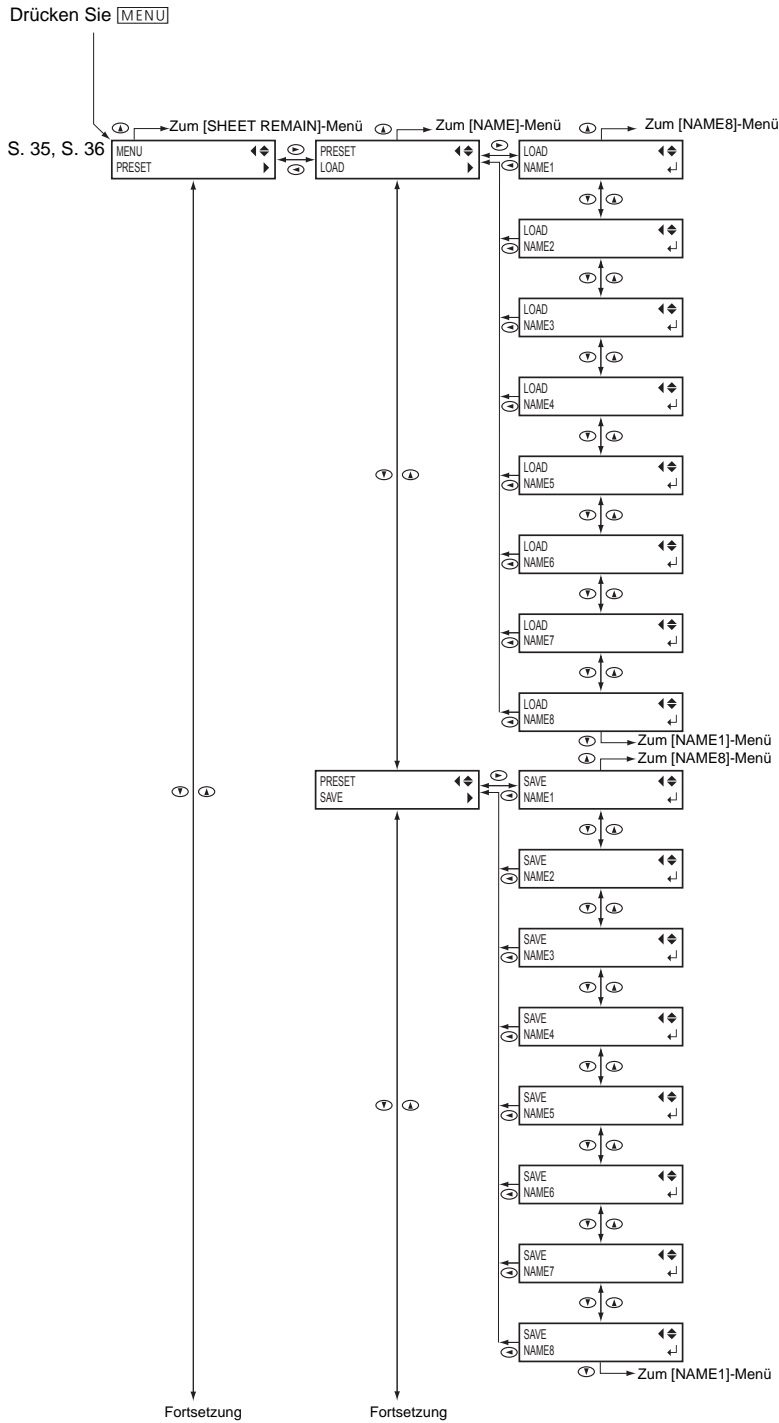 Drücken Sie MENU
Zum [SHEET REMAIN]-Menü
Zum [NAME]-Menü
Zum [NAME8]-Menü
S. 35, S. 36
MENU
PRESET
PRESET
LOAD
LOAD
NAME1
LOAD
NAME2
LOAD
NAME3
LOAD
NAME4
LOAD
NAME5
LOAD
NAME6
LOAD
NAME7
LOAD
NAME8
Zum [NAME1]-Menü
Zum [NAME8]-Menü
PRESET
SAVE
SAVE
NAME1
SAVE
NAME2
SAVE
NAME3
SAVE
NAME4
SAVE
NAME5
SAVE
NAME6
SAVE
NAME7
SAVE
NAME8
Zum [NAME1]-Menü
Fortsetzung
Fortsetzung